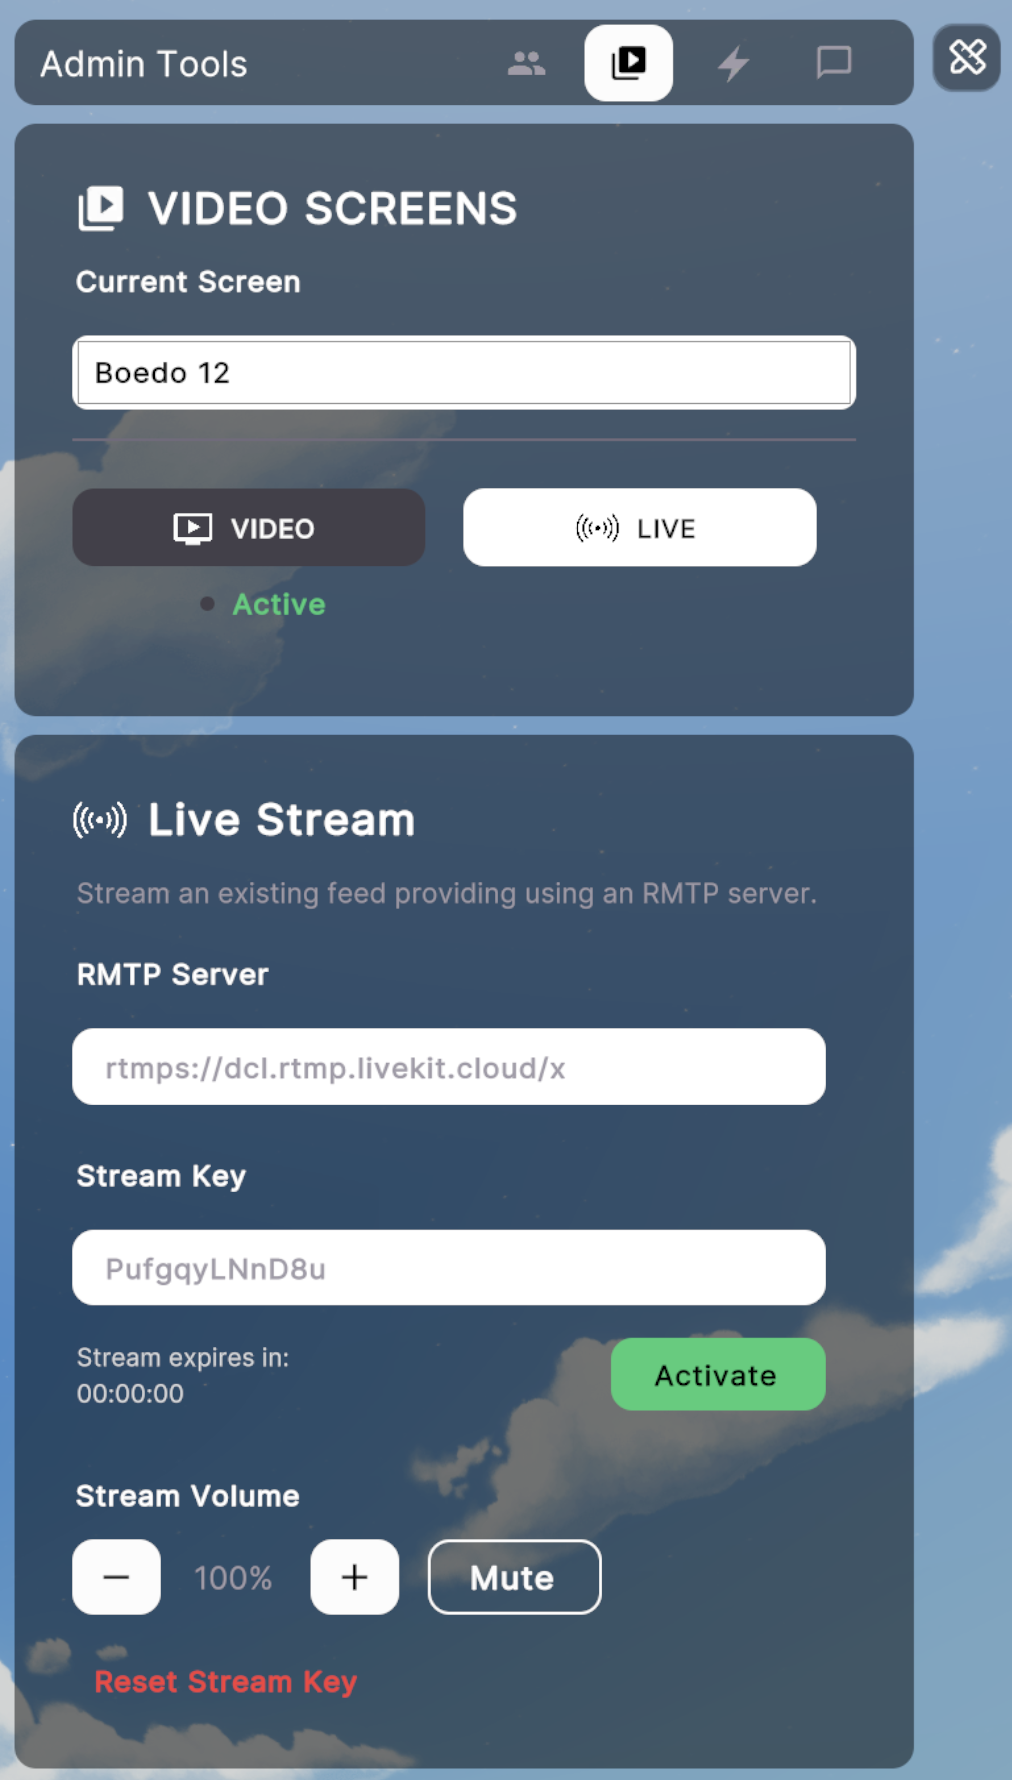 Admin Tools
VIDEO SCREENS
Current Screen
Boedo 12
VIDEO
LIVE
Active
Live Stream
Stream an existing feed providing using an RMTP server.
RMTP Server
rtmps://dcl.rtmp.livekit.cloud/x
Stream Key
PufgqyLNnD8u
Stream expires in:
00:00:00
Activate
Stream Volume
100%
Mute
Reset Stream Key